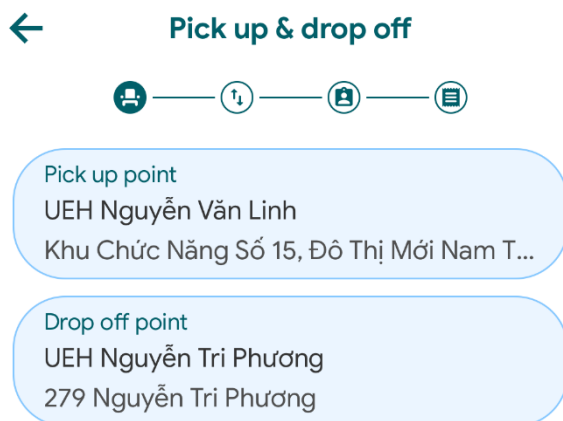 Pick up & drop off
Pick up point
UEH Nguyễn Văn Linh
Khu Chức Năng Số 15, Đô Thị Mới Nam T...
Drop off point
UEH Nguyễn Tri Phương
279 Nguyễn Tri Phương